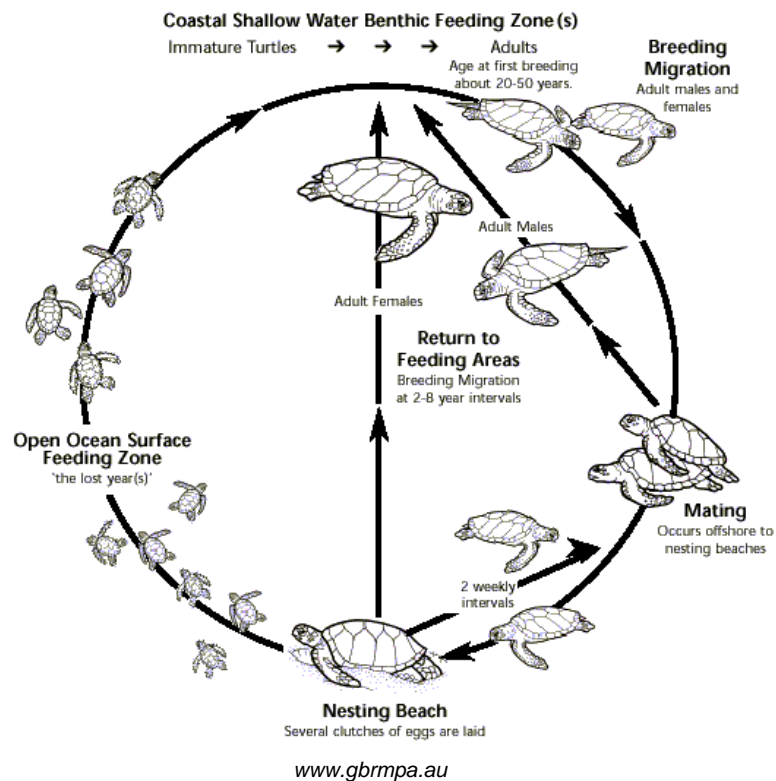 Coastal Shallow Water Benthic Feeding Zone(s)
Immature Turtles → → → Adults
Age at first breeding
about 20-50 years.
Breeding
Migration
Adult males and
females
Adult Males
Adult Females
Return to
Feeding Areas
Breeding Migration
at 2-8 year intervals
Open Ocean Surface
Feeding Zone
'the lost year(s)'
Mating
Occurs offshore to
nesting beaches
2 weekly
intervals
Nesting Beach
Several clutches of eggs are laid
www.gbrmpa.au